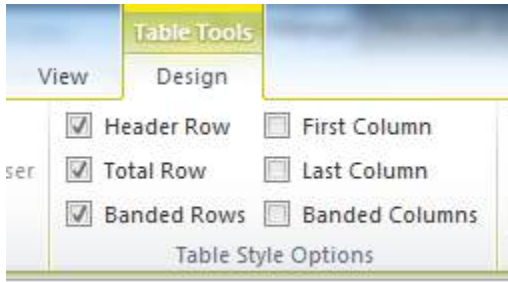 Table Tools
View Design
Header Row First Column
ser Total Row Last Column
Banded Rows Banded Columns
Table Style Options